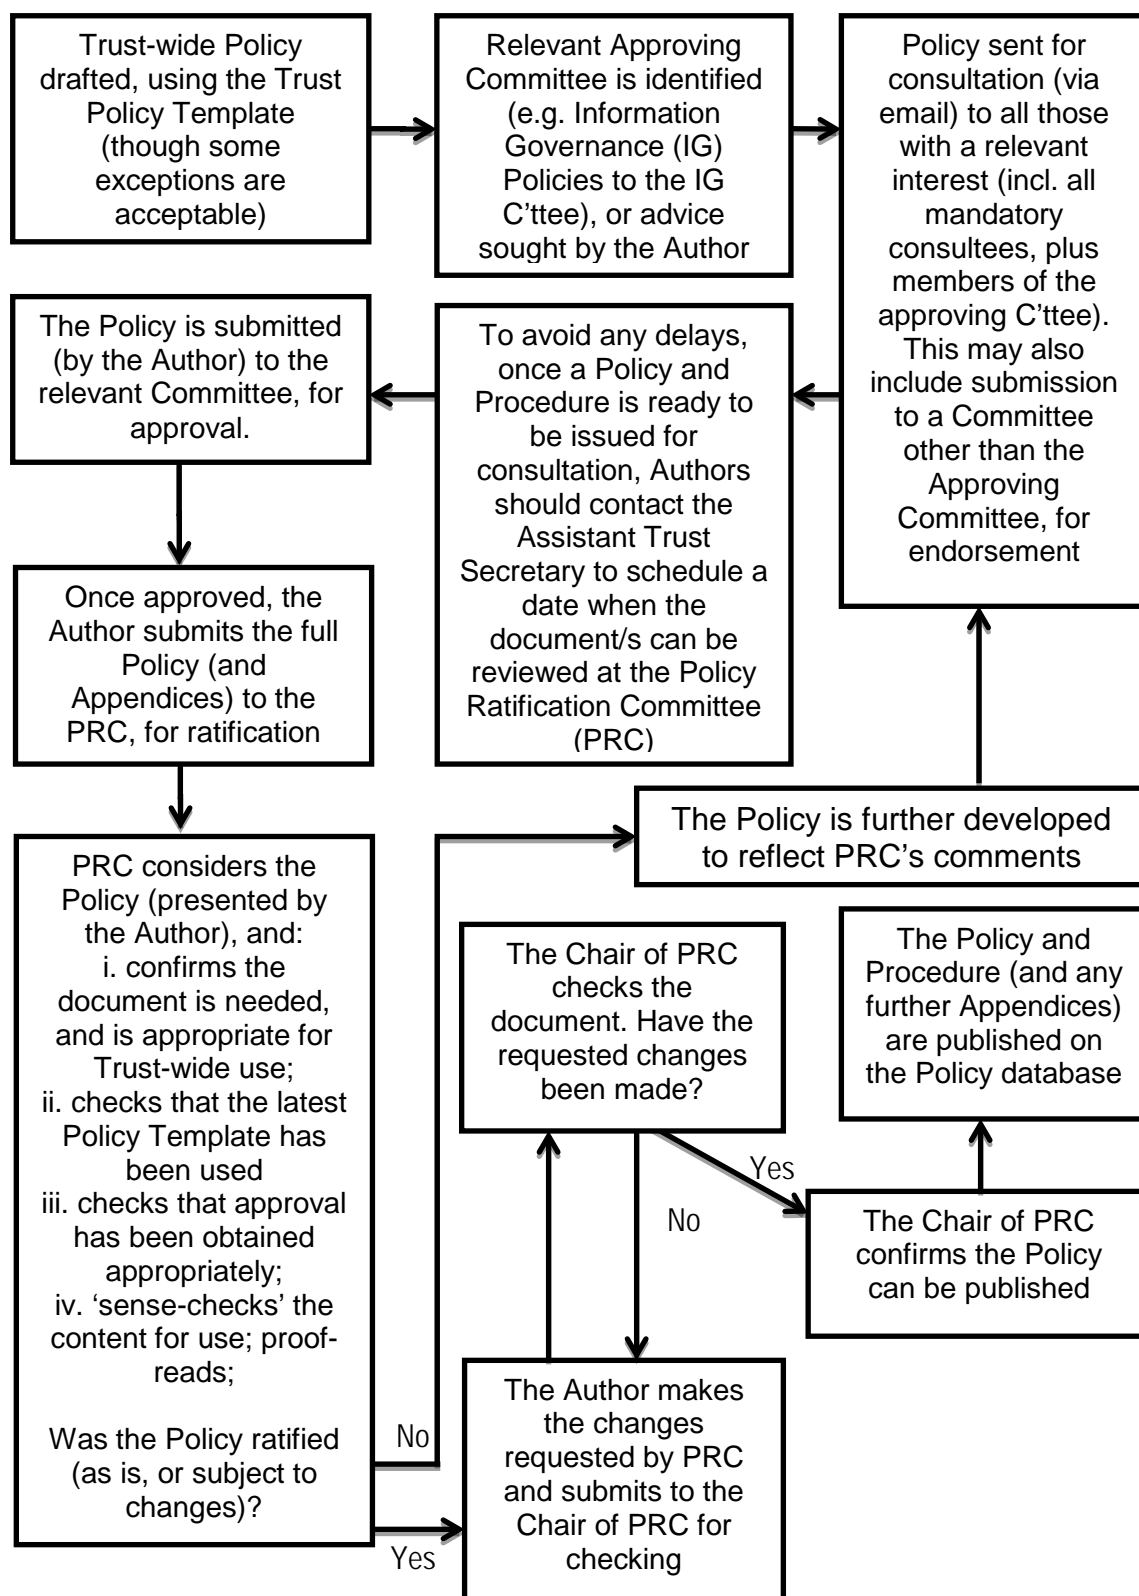 Trust-wide Policy
drafted, using the Trust
Policy Template
(though some
exceptions are
acceptable)
Relevant Approving
Committee is identified
(e.g. Information
Governance (IG)
Policies to the IG
C'ttee), or advice
sought by the Author
Policy sent for
consultation (via
email) to all those
with a relevant
interest (incl. all
mandatory
consultees, plus
members of the
approving C'ttee).
This may also
include submission
to a Committee
other than the
Approving
Committee, for
endorsement
To avoid any delays,
once a Policy and
Procedure is ready to
be issued for
consultation, Authors
should contact the
Assistant Trust
Secretary to schedule a
date when the
document/s can be
reviewed at the Policy
Ratification Committee
(PRC)
The Policy is submitted
(by the Author) to the
relevant Committee, for
approval.
Once approved, the
Author submits the full
Policy (and
Appendices) to the
PRC, for ratification
PRC considers the
Policy (presented by
the Author), and:
i. confirms the
document is needed,
and is appropriate for
Trust-wide use;
ii. checks that the latest
Policy Template has
been used
iii. checks that approval
has been obtained
appropriately;
iv. ‘sense-checks’ the
content for use; proof-
reads;
Was the Policy ratified
(as is, or subject to
changes)?
No
Yes
The Policy is further developed
to reflect PRC’s comments
The Chair of PRC
checks the
document. Have the
requested changes
been made?
Yes
No
The Author makes
the changes
requested by PRC
and submits to the
Chair of PRC for
checking
The Chair of PRC
confirms the Policy
can be published
The Policy and
Procedure (and any
further Appendices)
are published on
the Policy database